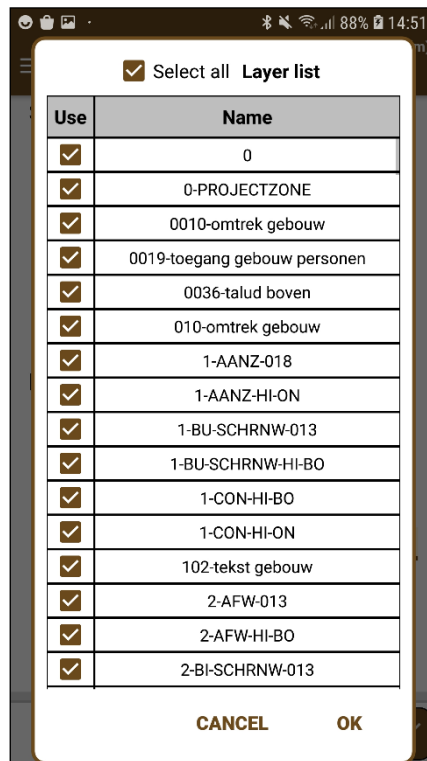 88% 14:51
Select all Layer list
Use Name
0
0-PROJECTZONE
0010-omtrek gebouw
0019-toegang gebouw personen
0036-talud boven
010-omtrek gebouw
1-AANZ-018
1-AANZ-HI-ON
1-BU-SCHRNW-013
1-BU-SCHRNW-HI-BO
1-CON-HI-BO
1-CON-HI-ON
102-tekst gebouw
2-AFW-013
2-AFW-HI-BO
2-BI-SCHRNW-013
CANCEL OK